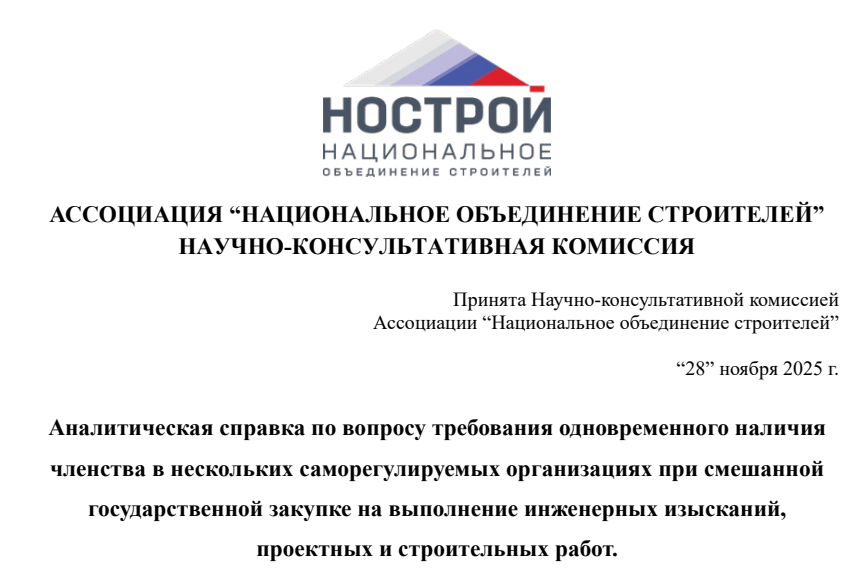 НОСТРОЙ
НАЦИОНАЛЬНОЕ
ОБЪЕДИНЕНИЕ СТРОИТЕЛЕЙ
АССОЦИАЦИЯ “НАЦИОНАЛЬНОЕ ОБЪЕДИНЕНИЕ СТРОИТЕЛЕЙ”
НАУЧНО-КОНСУЛЬТАТИВНАЯ КОМИССИЯ
Принята Научно-консультативной комиссией
Ассоциации “Национальное объединение строителей”
“28” ноября 2025 г.
Аналитическая справка по вопросу требования одновременного наличия
членства в нескольких саморегулируемых организациях при смешанной
государственной закупке на выполнение инженерных изысканий,
проектных и строительных работ.